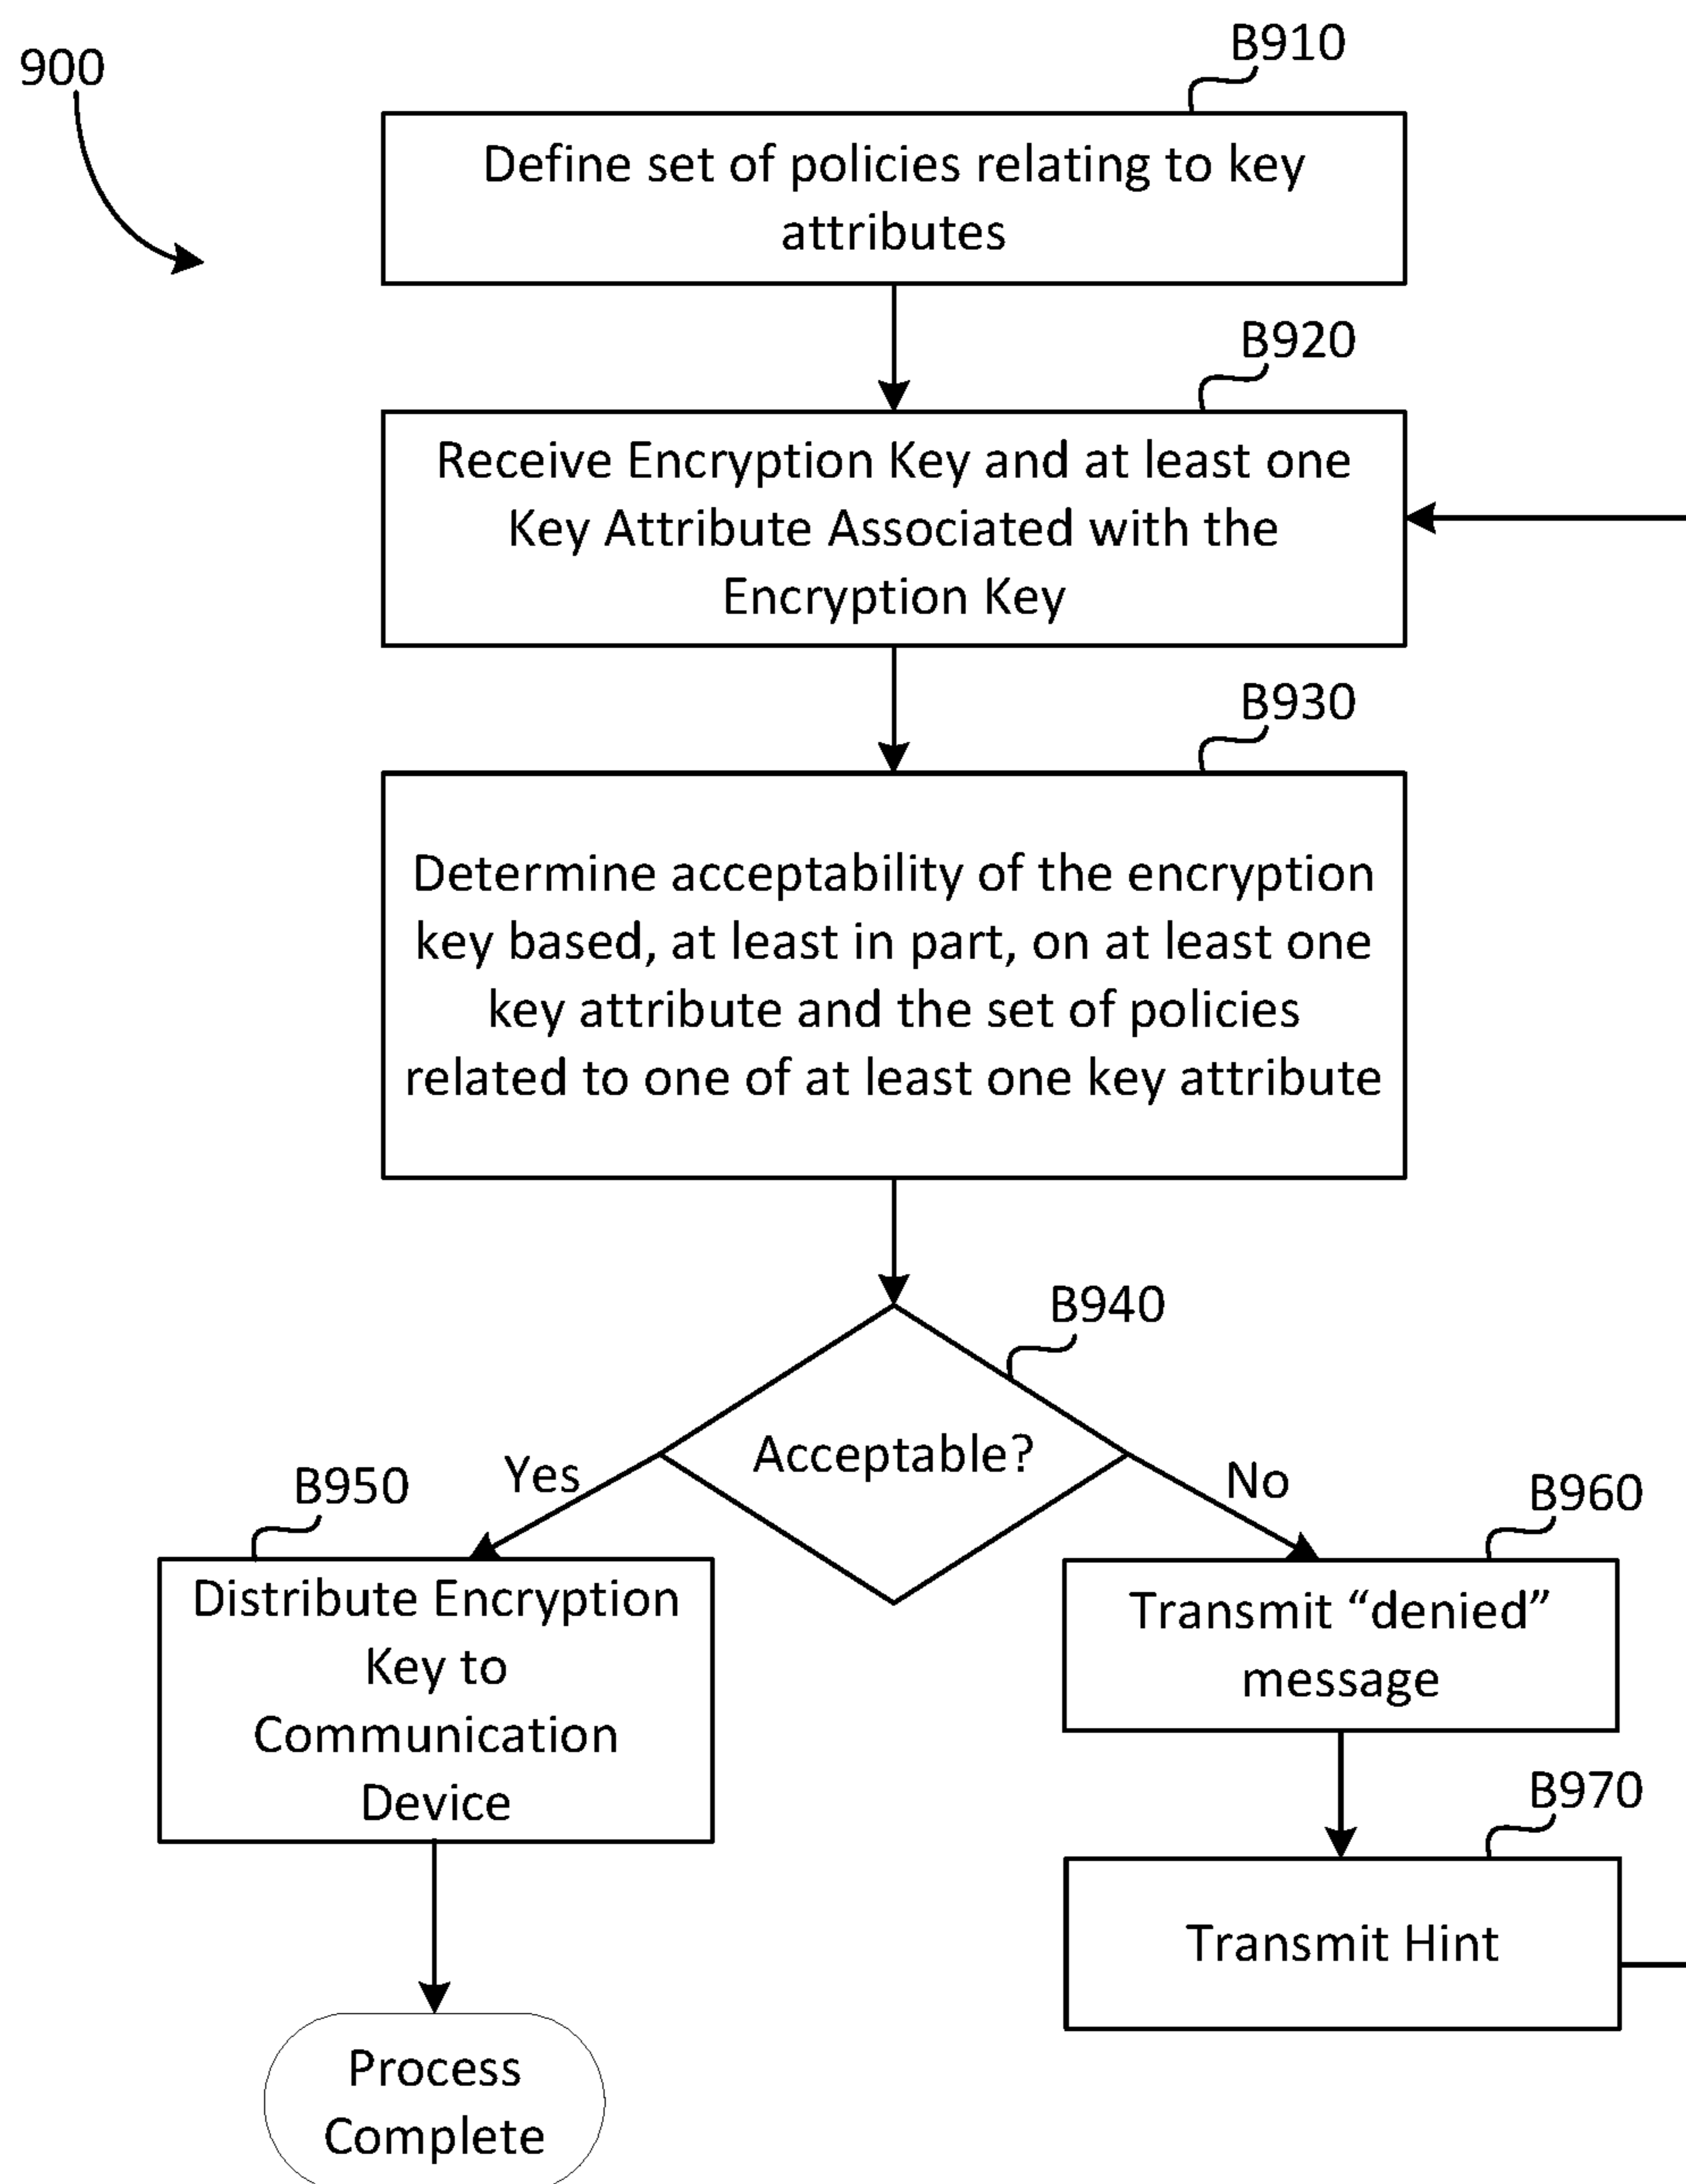 900
B910
Define set of policies relating to key
attributes
B920
Receive Encryption Key and at least one
Key Attribute Associated with the
Encryption Key
B930
Determine acceptability of the encryption
key based, at least in part, on at least one
key attribute and the set of policies
related to one of at least one key attribute
B940
Acceptable?
Yes
No
B950
Distribute Encryption
Key to
Communication
Device
B960
Transmit “denied”
message
B970
Transmit Hint
Process
Complete